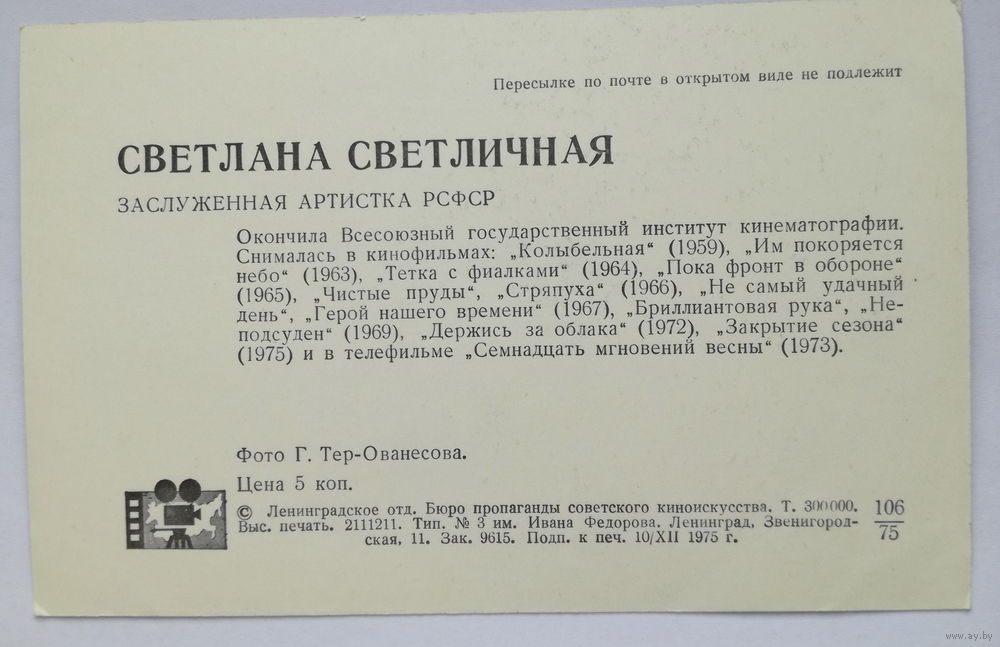 Пересылке по почте в открытом виде не подлежит
СВЕТЛАНА СВЕТЛИЧНАЯ
ЗАСЛУЖЕННАЯ АРТИСТКА РСФСР
Окончила Всесоюзный государственный институт кинематографии.
Снималась в кинофильмах: „Колыбельная“ (1959), „Им покоряется
небо“ (1963), „Тетка с фиалками“ (1964), „Пока фронт в обороне“
(1965), „Чистые пруды“, „Стряпуха“ (1966), „Не самый удачный
день“, „Герой нашего времени“ (1967), „Бриллиантовая рука“, „Не-
подсуден“ (1969), „Держись за облака“ (1972), „Закрытие сезона“
(1975) и в телефильме „Семнадцать мгновений весны“ (1973).
Фото Г. Тер-Ованесова.
Цена 5 коп.
© Ленинградское отд. Бюро пропаганды советского киноискусства. Т. 300000.
Выс. печать. 2111211. Тип. № 3 им. Ивана Федорова. Ленинград, Звенигород-
ская, 11. Зак. 9615. Подп. к печ. 10/XII 1975 г.
106
75
www.ay.by